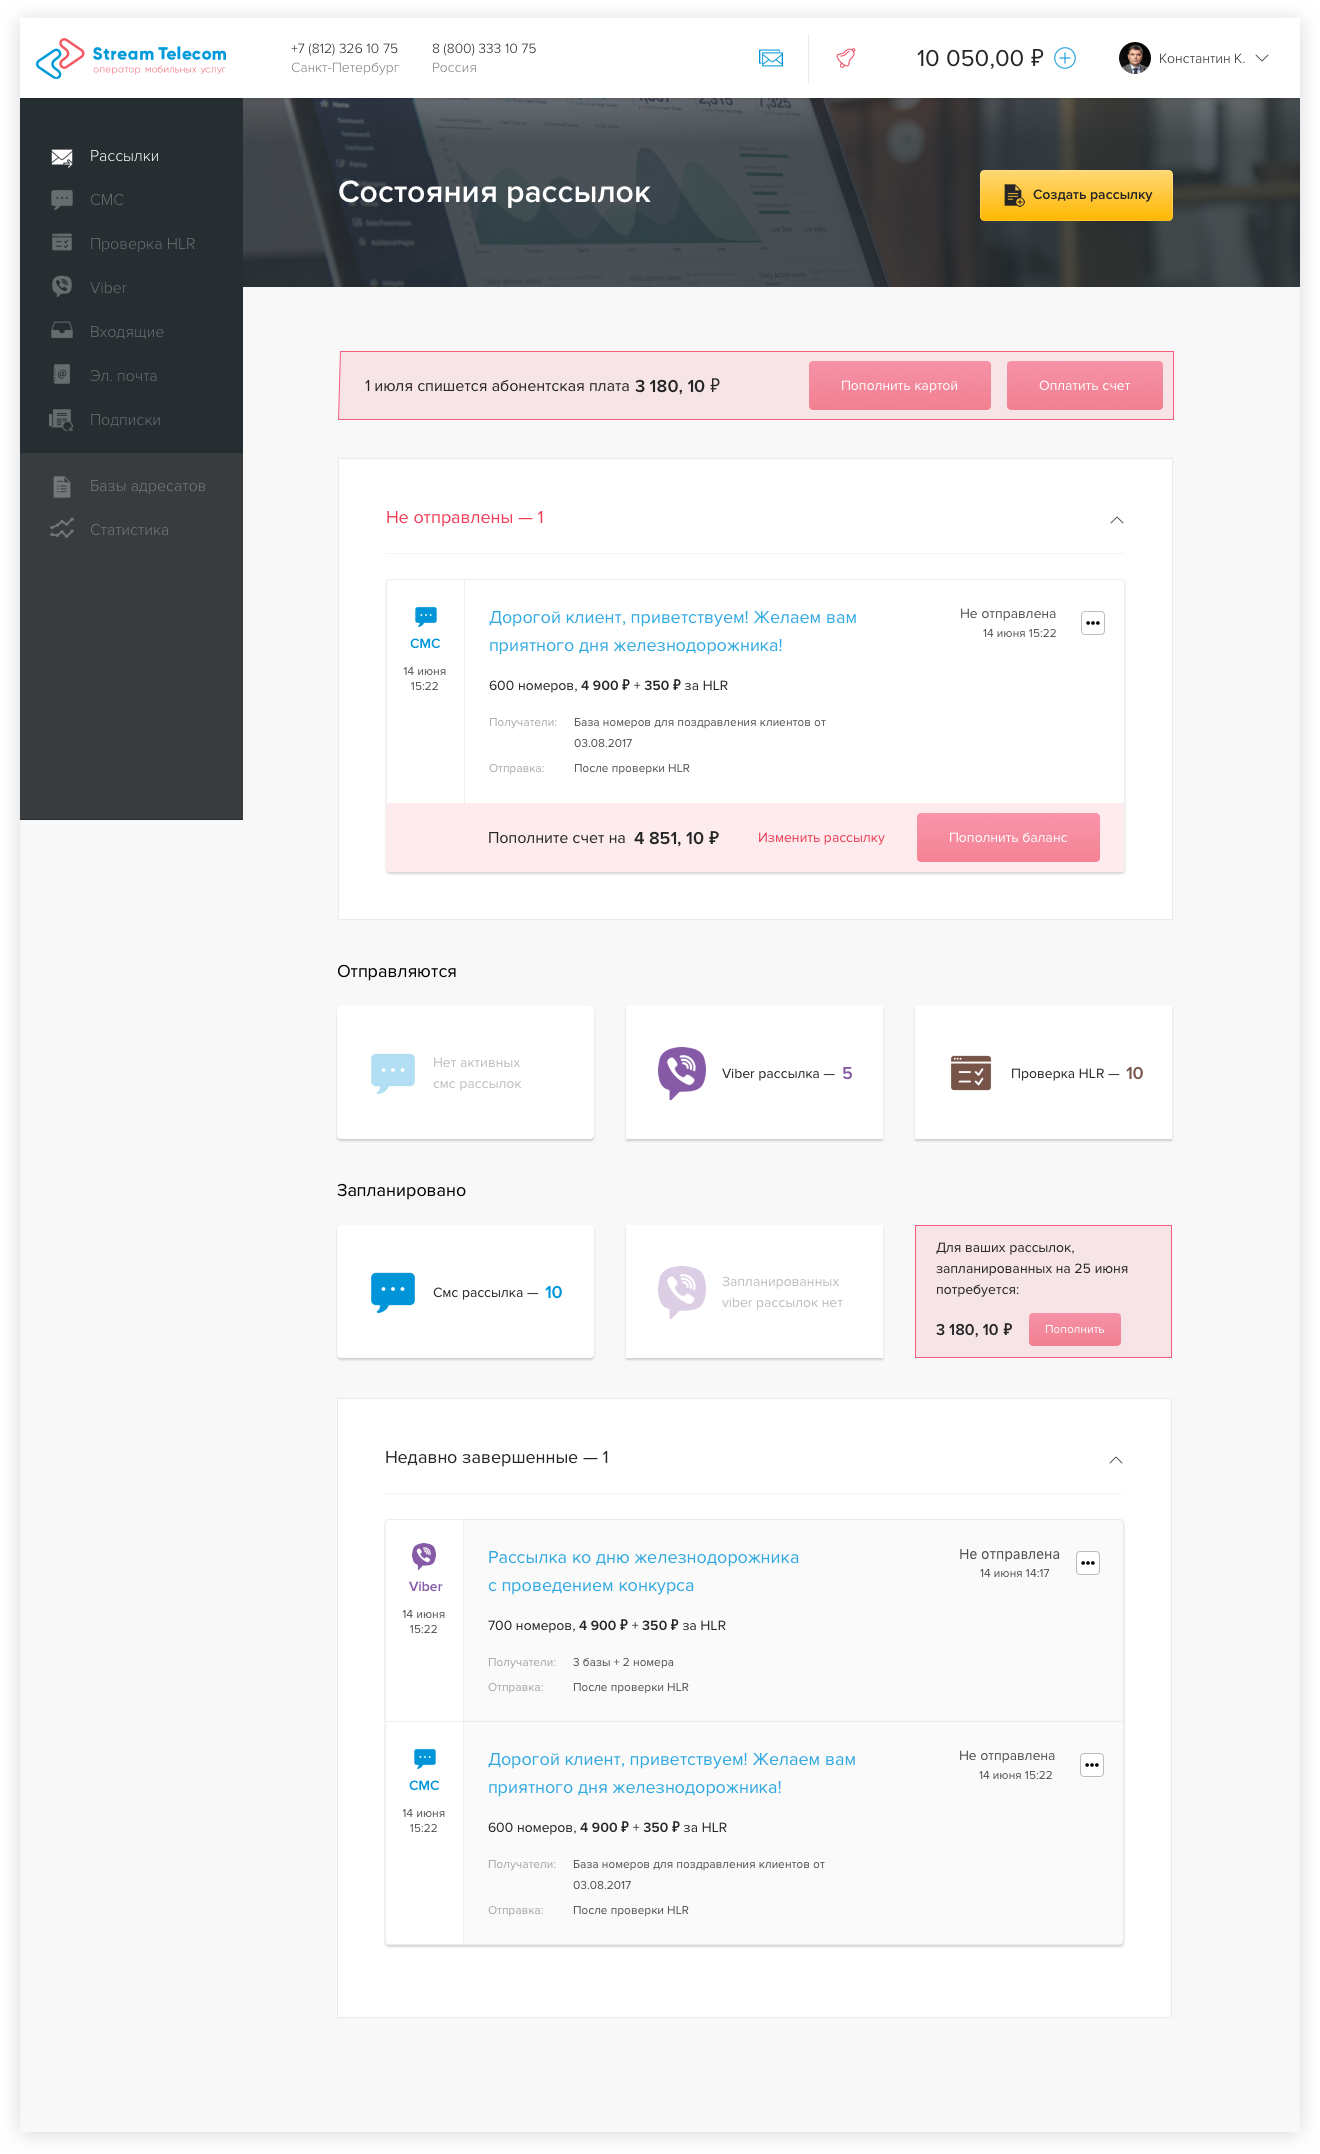 Stream Telecom
оператор мобильных услуг
+7 (812) 326 10 75
Санкт-Петербург
8 (800) 333 10 75
Россия
10 050,00 ₽
Константин К.
Рассылки
СМС
Проверка HLR
Viber
Входящие
Эл. почта
Подписки
Базы адресатов
Статистика
Состояния рассылок
Создать рассылку
1 июля спишется абонентская плата 3 180, 10 ₽
Пополнить картой
Оплатить счет
Не отправлены — 1
СМС
14 июня
15:22
Дорогой клиент, приветствуем! Желаем вам
приятного дня железнодорожника!
600 номеров, 4 900 ₽ + 350 ₽ за HLR
Получатели: База номеров для поздравления клиентов от
03.08.2017
Отправка: После проверки HLR
Не отправлена
14 июня 15:22
Пополните счет на 4 851, 10 ₽
Изменить рассылку
Пополнить баланс
Отправляются
Нет активных
смс рассылок
Viber рассылка — 5
Проверка HLR — 10
Запланировано
Смс рассылка — 10
Запланированных
viber рассылок нет
Для ваших рассылок,
запланированных на 25 июня
потребуется:
3 180, 10 ₽
Пополнить
Недавно завершенные — 1
Viber
14 июня
15:22
Рассылка ко дню железнодорожника
с проведением конкурса
700 номеров, 4 900 ₽ + 350 ₽ за HLR
Получатели: 3 базы + 2 номера
Отправка: После проверки HLR
Не отправлена
14 июня 14:17
СМС
14 июня
15:22
Дорогой клиент, приветствуем! Желаем вам
приятного дня железнодорожника!
600 номеров, 4 900 ₽ + 350 ₽ за HLR
Получатели: База номеров для поздравления клиентов от
03.08.2017
Отправка: После проверки HLR
Не отправлена
14 июня 15:22